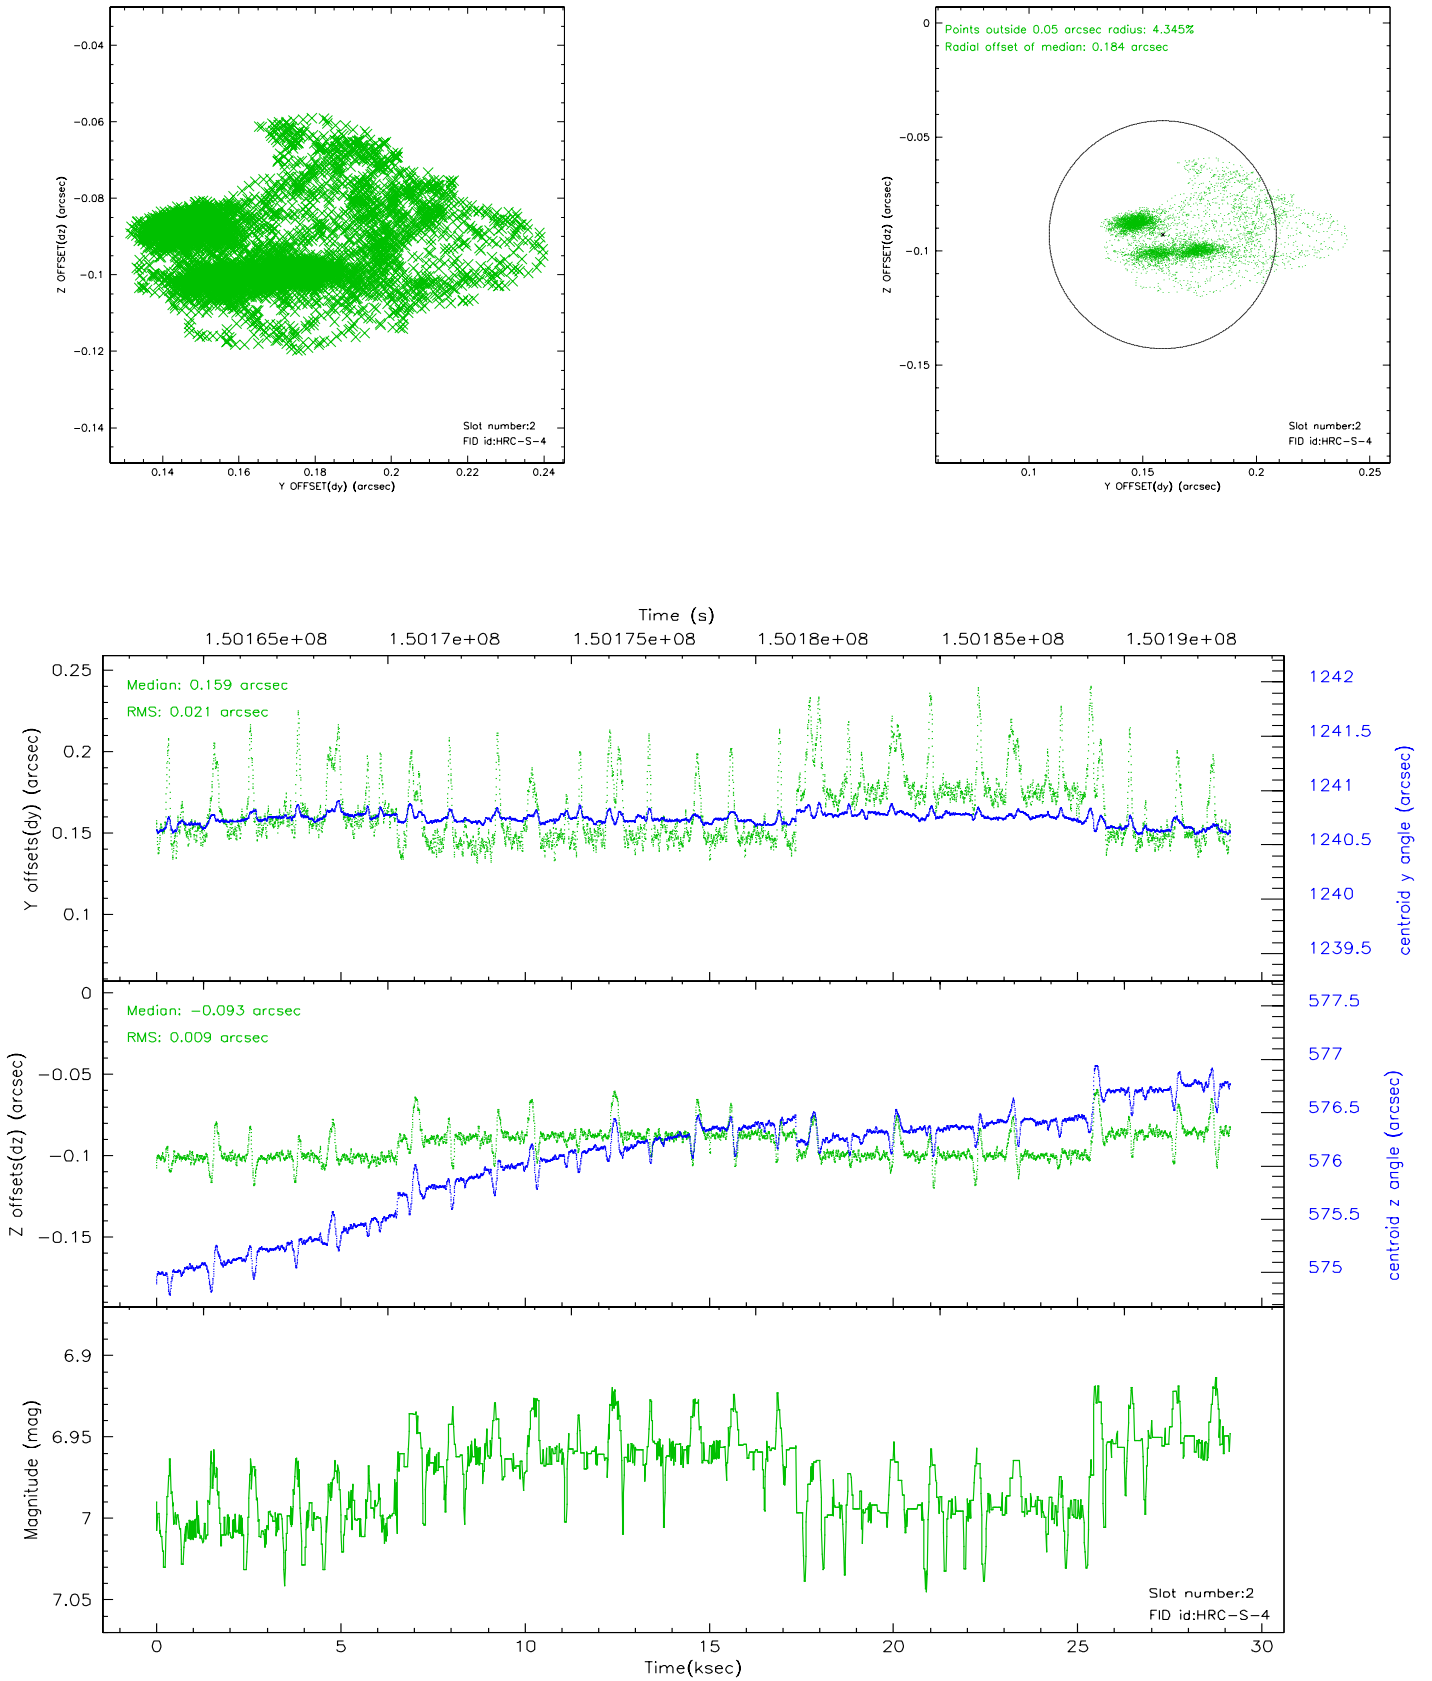 −0.04
−0.06
−0.08
−0.1
−0.12
−0.14
Z OFFSET(dz) (arcsec)
Slot number:2
FID id:HRC−S−4
0.14 0.16 0.18 0.2 0.22 0.24
Y OFFSET(dy) (arcsec)
Points outside 0.05 arcsec radius: 4.345%
Radial offset of median: 0.184 arcsec
0
−0.05
−0.1
−0.15
Z OFFSET(dz) (arcsec)
Slot number:2
FID id:HRC−S−4
0.1 0.15 0.2 0.25
Y OFFSET(dy) (arcsec)
Time (s)
1.50165e+08 1.5017e+08 1.50175e+08 1.5018e+08 1.50185e+08 1.5019e+08
Median: 0.159 arcsec
RMS: 0.021 arcsec
0.25
0.2
0.15
0.1
Y offsets(dy) (arcsec)
1242
1241.5
1241
1240.5
1240
1239.5
centroid y angle (arcsec)
Median: −0.093 arcsec
RMS: 0.009 arcsec
0
−0.05
−0.1
−0.15
Z offsets(dz) (arcsec)
577.5
577
576.5
576
575.5
575
centroid z angle (arcsec)
6.9
6.95
7
7.05
Magnitude (mag)
Slot number:2
FID id:HRC−S−4
0 5 10 15 20 25 30
Time(ksec)